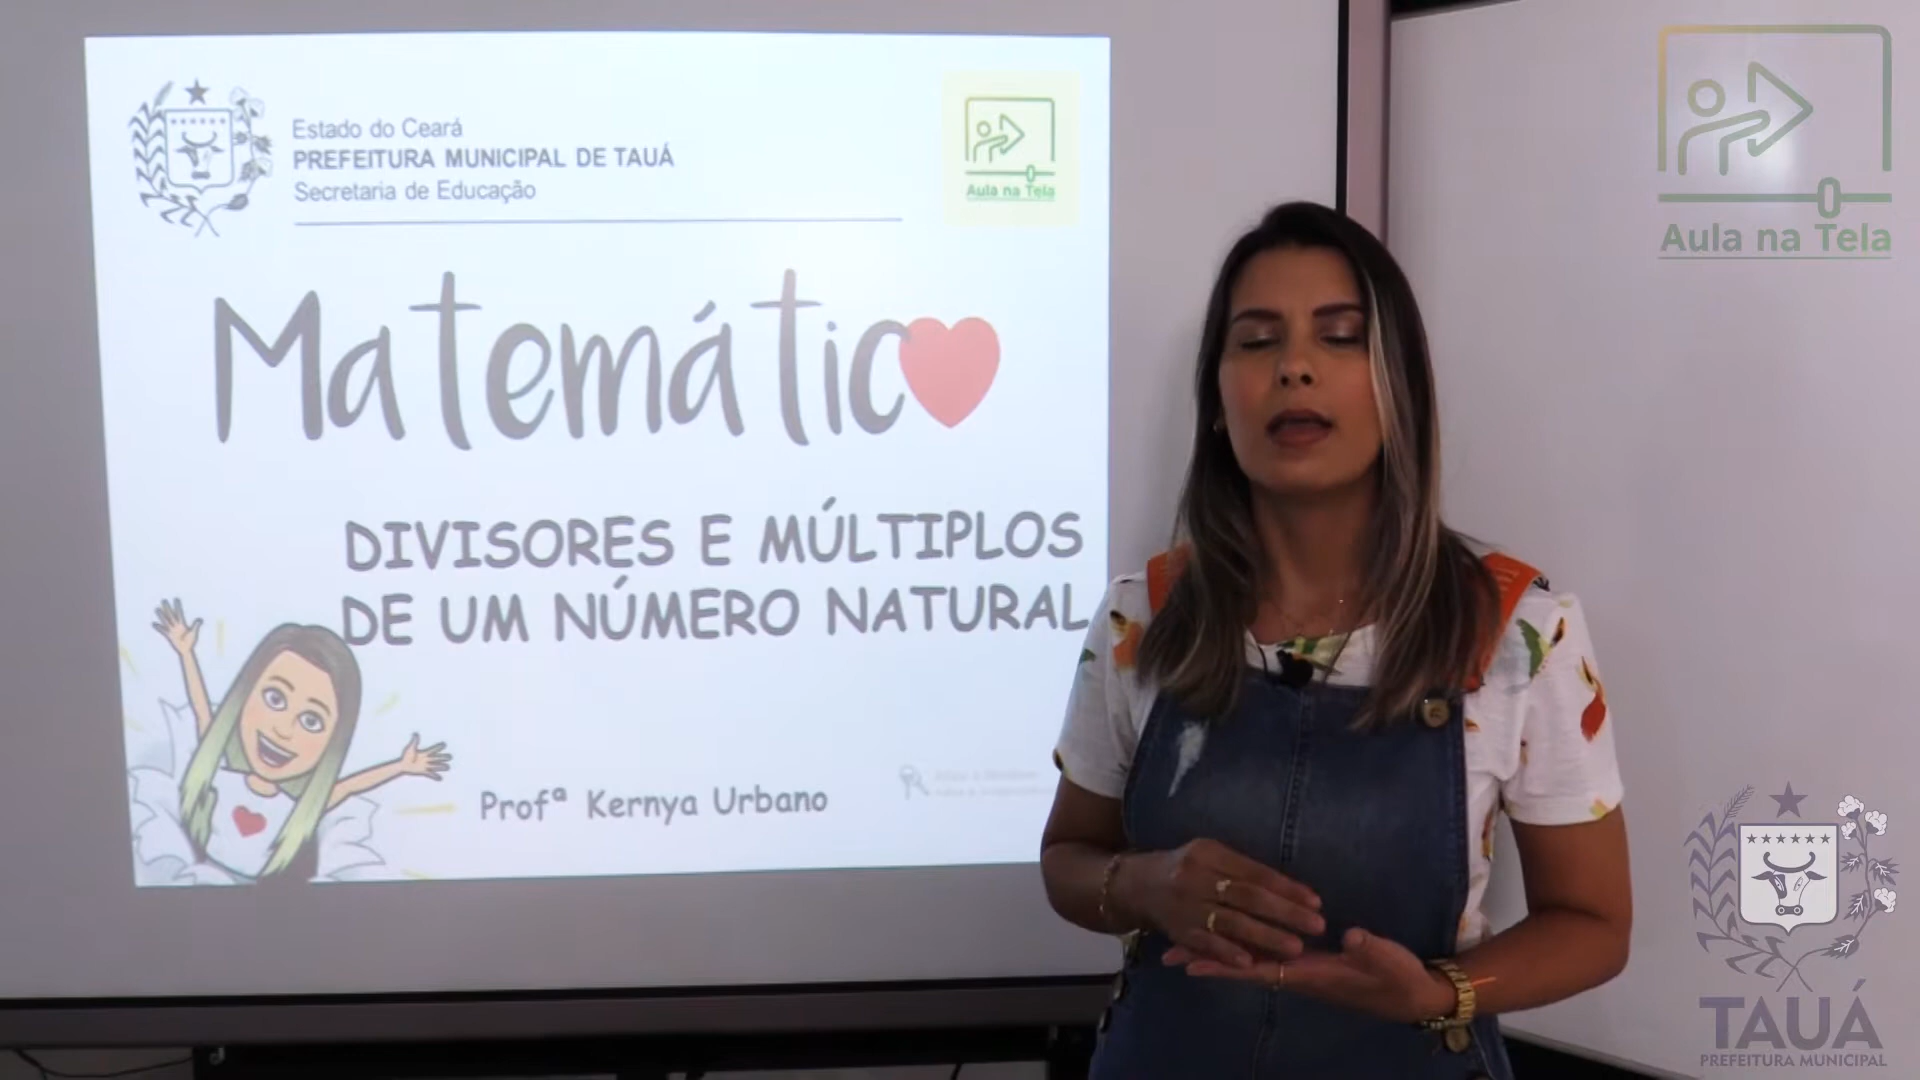 Estado do Ceará
PREFEITURA MUNICIPAL DE TAUÁ
Secretaria de Educação
Aula na Tela
Matemátic
DIVISORES E MÚLTIPLOS
DE UM NÚMERO NATURAL
Profª Kernya Urbano
Aula na Tela
TAUÁ
PREFEITURA MUNICIPAL